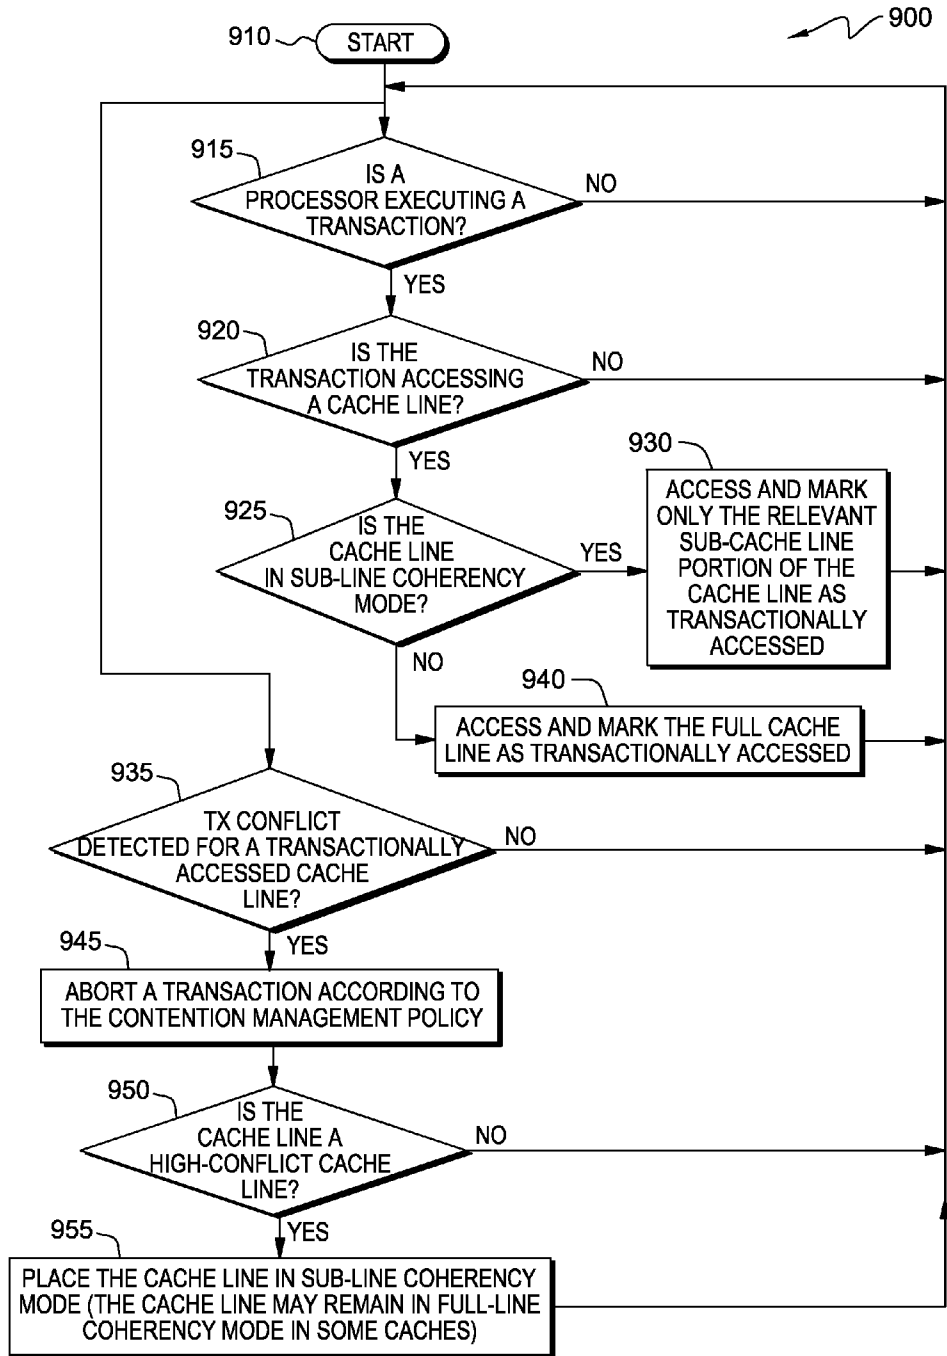 900
910
START
915
IS A
PROCESSOR EXECUTING A
TRANSACTION?
NO
YES
920
IS THE
TRANSACTION ACCESSING
A CACHE LINE?
NO
YES
925
IS THE
CACHE LINE
IN SUB-LINE COHERENCY
MODE?
YES
NO
930
ACCESS AND MARK
ONLY THE RELEVANT
SUB-CACHE LINE
PORTION OF THE
CACHE LINE AS
TRANSACTIONALLY
ACCESSED
940
ACCESS AND MARK THE FULL CACHE
LINE AS TRANSACTIONALLY ACCESSED
935
TX CONFLICT
DETECTED FOR A TRANSACTIONALLY
ACCESSED CACHE
LINE?
NO
YES
945
ABORT A TRANSACTION ACCORDING TO
THE CONTENTION MANAGEMENT POLICY
950
IS THE
CACHE LINE A
HIGH-CONFLICT CACHE
LINE?
NO
YES
955
PLACE THE CACHE LINE IN SUB-LINE COHERENCY
MODE (THE CACHE LINE MAY REMAIN IN FULL-LINE
COHERENCY MODE IN SOME CACHES)